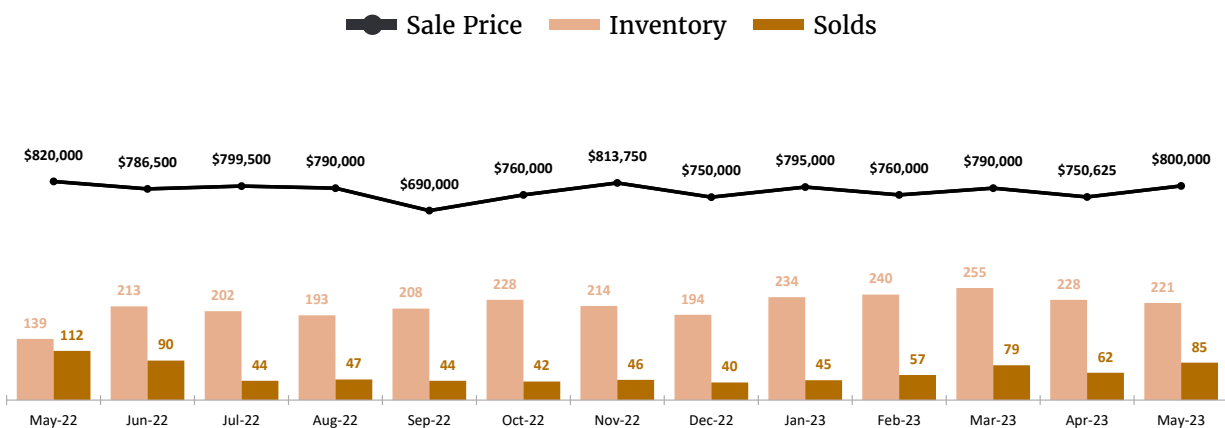 Sale Price Inventory Solds
$820,000 $786,500 $799,500 $790,000 $690,000 $760,000 $813,750 $750,000 $795,000 $760,000 $790,000 $750,625 $800,000
139 213 202 193 208 228 214 194 234 240 255 228 221
112 90 44 47 44 42 46 40 45 57 79 62 85
May-22 Jun-22 Jul-22 Aug-22 Sep-22 Oct-22 Nov-22 Dec-22 Jan-23 Feb-23 Mar-23 Apr-23 May-23